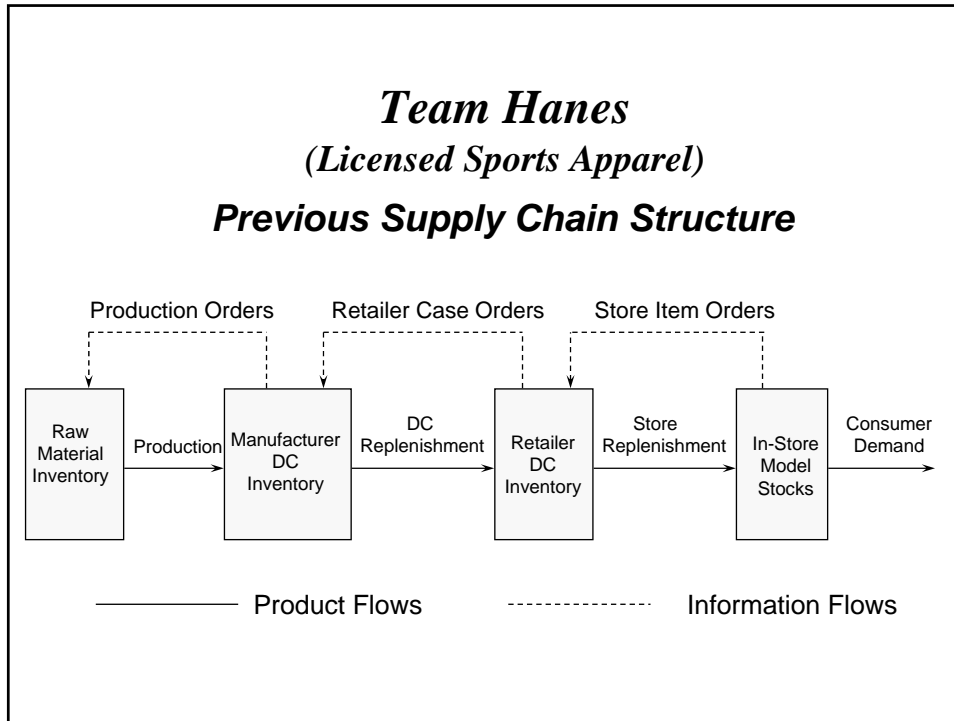 Team Hanes
(Licensed Sports Apparel)
Previous Supply Chain Structure
Production Orders
Retailer Case Orders
Store Item Orders
Raw
Material
Inventory
Production
Manufacturer
DC
Inventory
DC
Replenishment
Retailer
DC
Inventory
Store
Replenishment
In-Store
Model
Stocks
Consumer
Demand
Product Flows
Information Flows